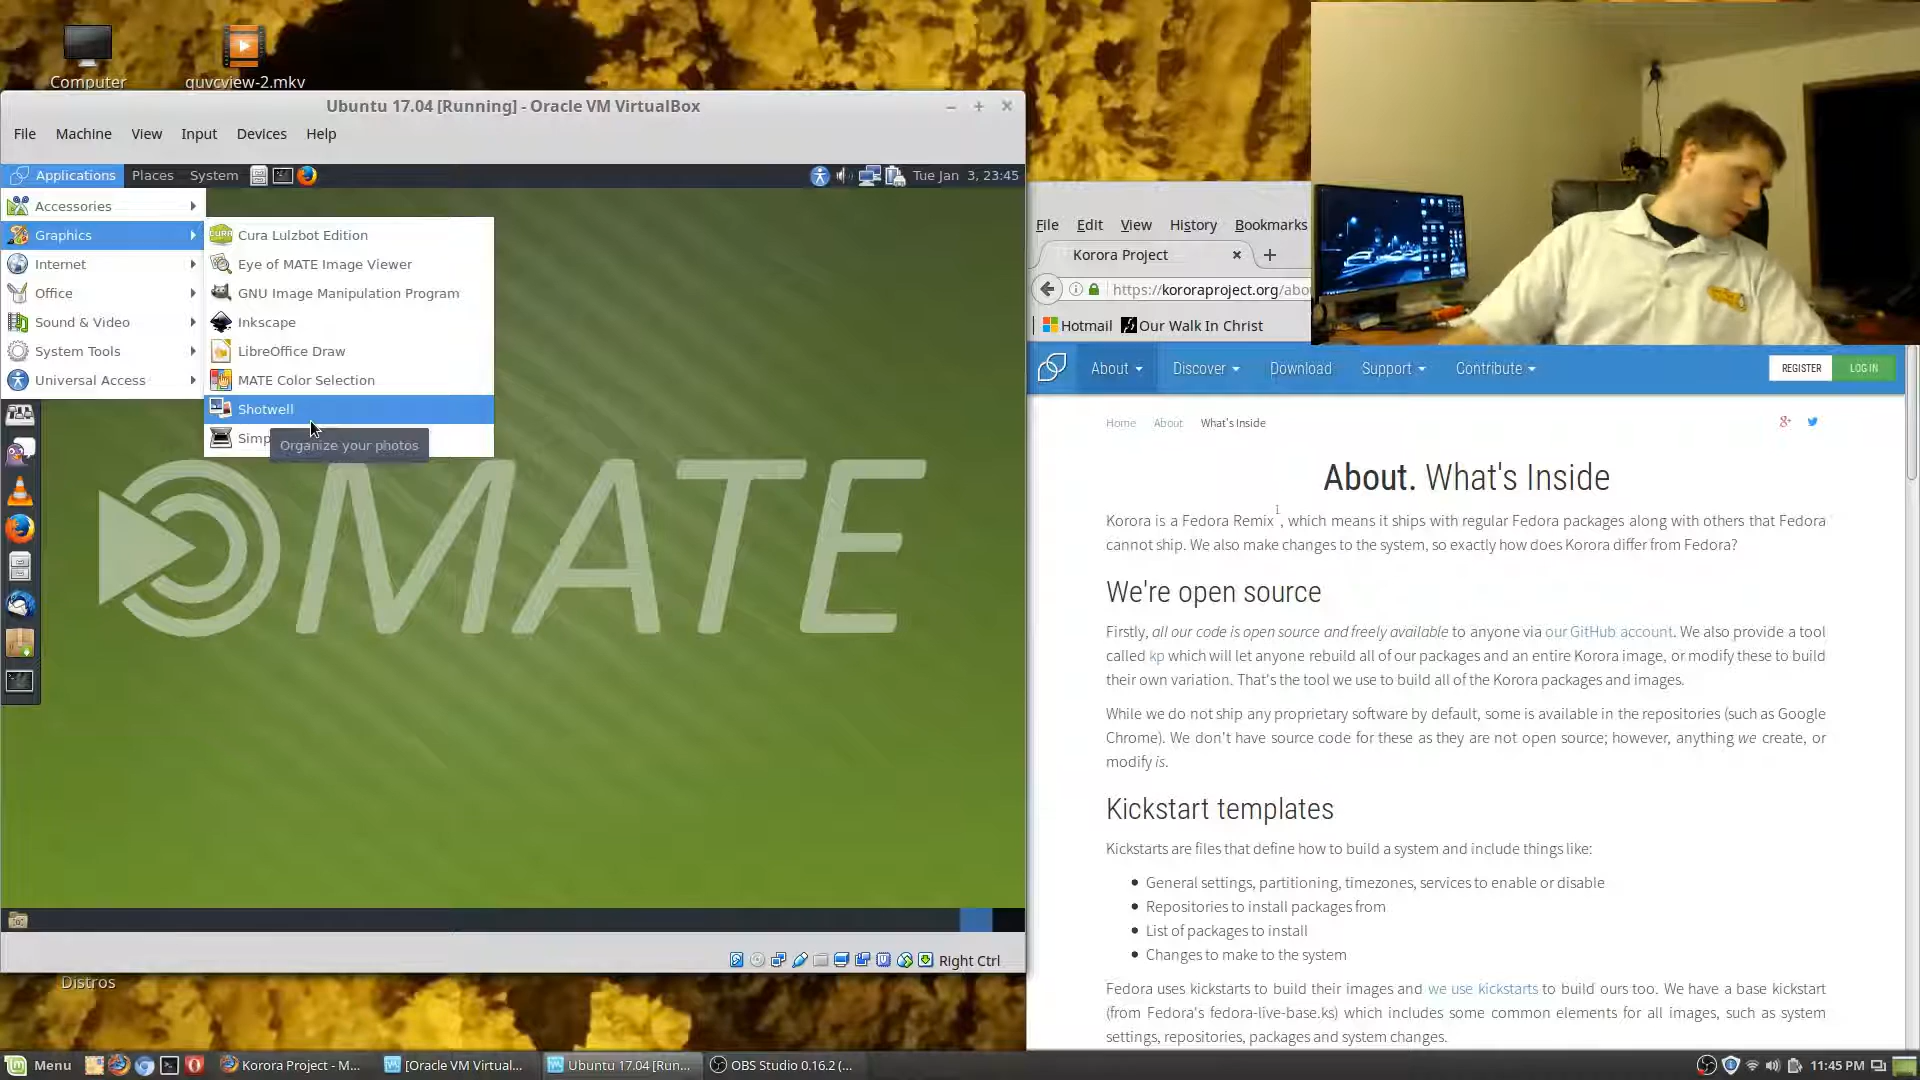 Computer
guvcview-2.mkv
Ubuntu 17.04 [Running] - Oracle VM VirtualBox
File Machine View Input Devices Help
Applications Places System
Tue Jan 3, 23:45
Accessories
Graphics
Internet
Office
Sound & Video
System Tools
Universal Access
Cura Lulzbot Edition
Eye of MATE Image Viewer
GNU Image Manipulation Program
Inkscape
LibreOffice Draw
MATE Color Selection
Shotwell
Simp
Organize your photos
MATE
Right Ctrl
Distros
File Edit View History Bookmarks
Korora Project
https://kororaproject.org/abou
Hotmail Our Walk In Christ
About Discover Download Support Contribute
REGISTER LOG IN
Home About What's Inside
About. What's Inside
Korora is a Fedora Remix1, which means it ships with regular Fedora packages along with others that Fedora
cannot ship. We also make changes to the system, so exactly how does Korora differ from Fedora?
We're open source
Firstly, all our code is open source and freely available to anyone via our GitHub account. We also provide a tool
called kp which will let anyone rebuild all of our packages and an entire Korora image, or modify these to build
their own variation. That's the tool we use to build all of the Korora packages and images.
While we do not ship any proprietary software by default, some is available in the repositories (such as Google
Chrome). We don't have source code for these as they are not open source; however, anything we create, or
modify is.
Kickstart templates
Kickstarts are files that define how to build a system and include things like:
General settings, partitioning, timezones, services to enable or disable
Repositories to install packages from
List of packages to install
Changes to make to the system
Fedora uses kickstarts to build their images and we use kickstarts to build ours too. We have a base kickstart
(from Fedora's fedora-live-base.ks) which includes some common elements for all images, such as system
settings, repositories, packages and system changes.
Menu
Korora Project - M...
[Oracle VM Virtual...
Ubuntu 17.04 [Run...
OBS Studio 0.16.2 (...
11:45 PM